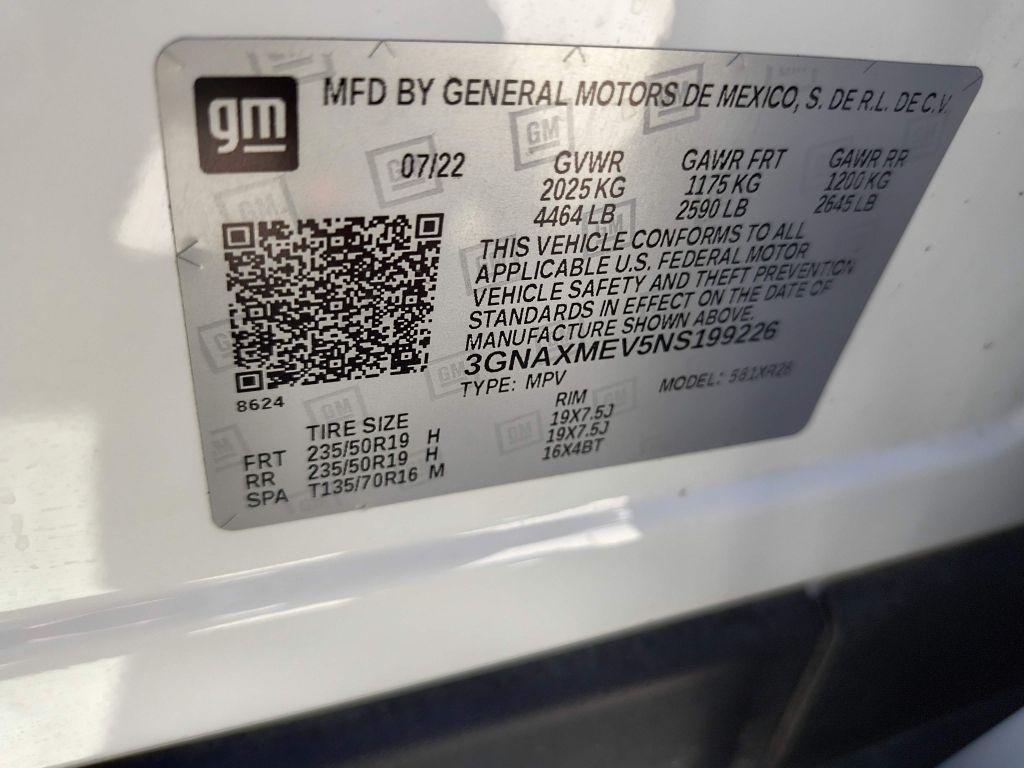 gm
MFD BY GENERAL MOTORS DE MEXICO, S. DE R.L. DE C.V.
07/22 GVWR GAWR FRT GAWR RR
2025 KG 1175 KG 1200 KG
4464 LB 2590 LB 2645 LB
THIS VEHICLE CONFORMS TO ALL
APPLICABLE U.S. FEDERAL MOTOR
VEHICLE SAFETY AND THEFT PREVENTION
STANDARDS IN EFFECT ON THE DATE OF
MANUFACTURE SHOWN ABOVE.
3GNAXMEV5NS199226
TYPE: MPV MODEL:
8624
TIRE SIZE RIM
FRT 235/50R19 H 19X7.5J
RR 235/50R19 H 19X7.5J
SPA T135/70R16 M 16X4BT